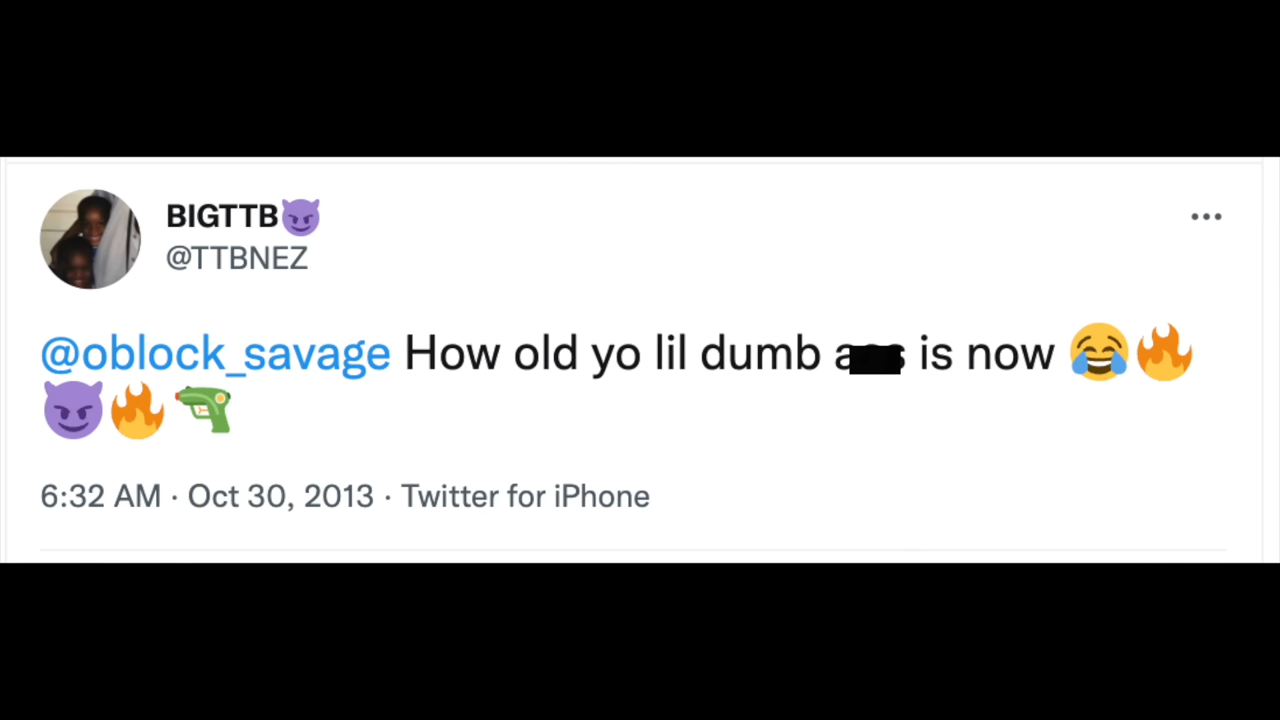 BIGTTB😈
@TTBNEZ
@oblock_savage How old yo lil dumb is now 😂🔥
😈🔥🔫
6:32 AM · Oct 30, 2013 · Twitter for iPhone